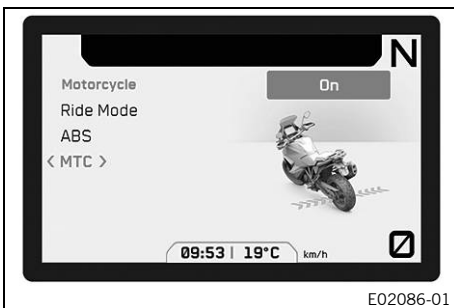 N
Motorcycle
On
Ride Mode
ABS
< MTC >
09:53 | 19°C km/h
E02086-01